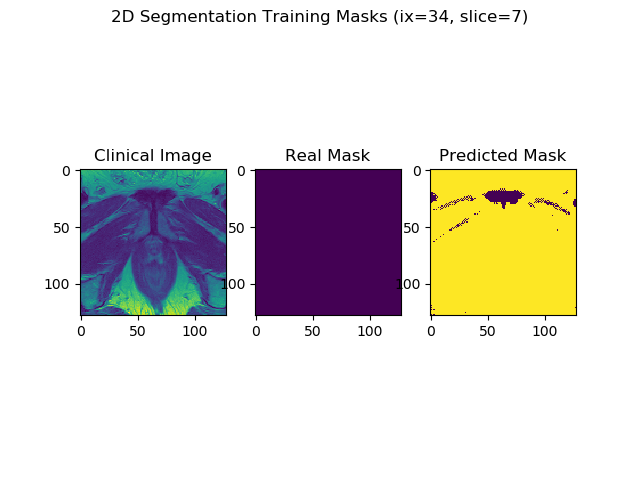 2D Segmentation Training Masks (ix=34, slice=7)
Clinical Image Real Mask Predicted Mask
0 0 0
50 50 50
100 100 100
0 50 100 0 50 100 0 50 100